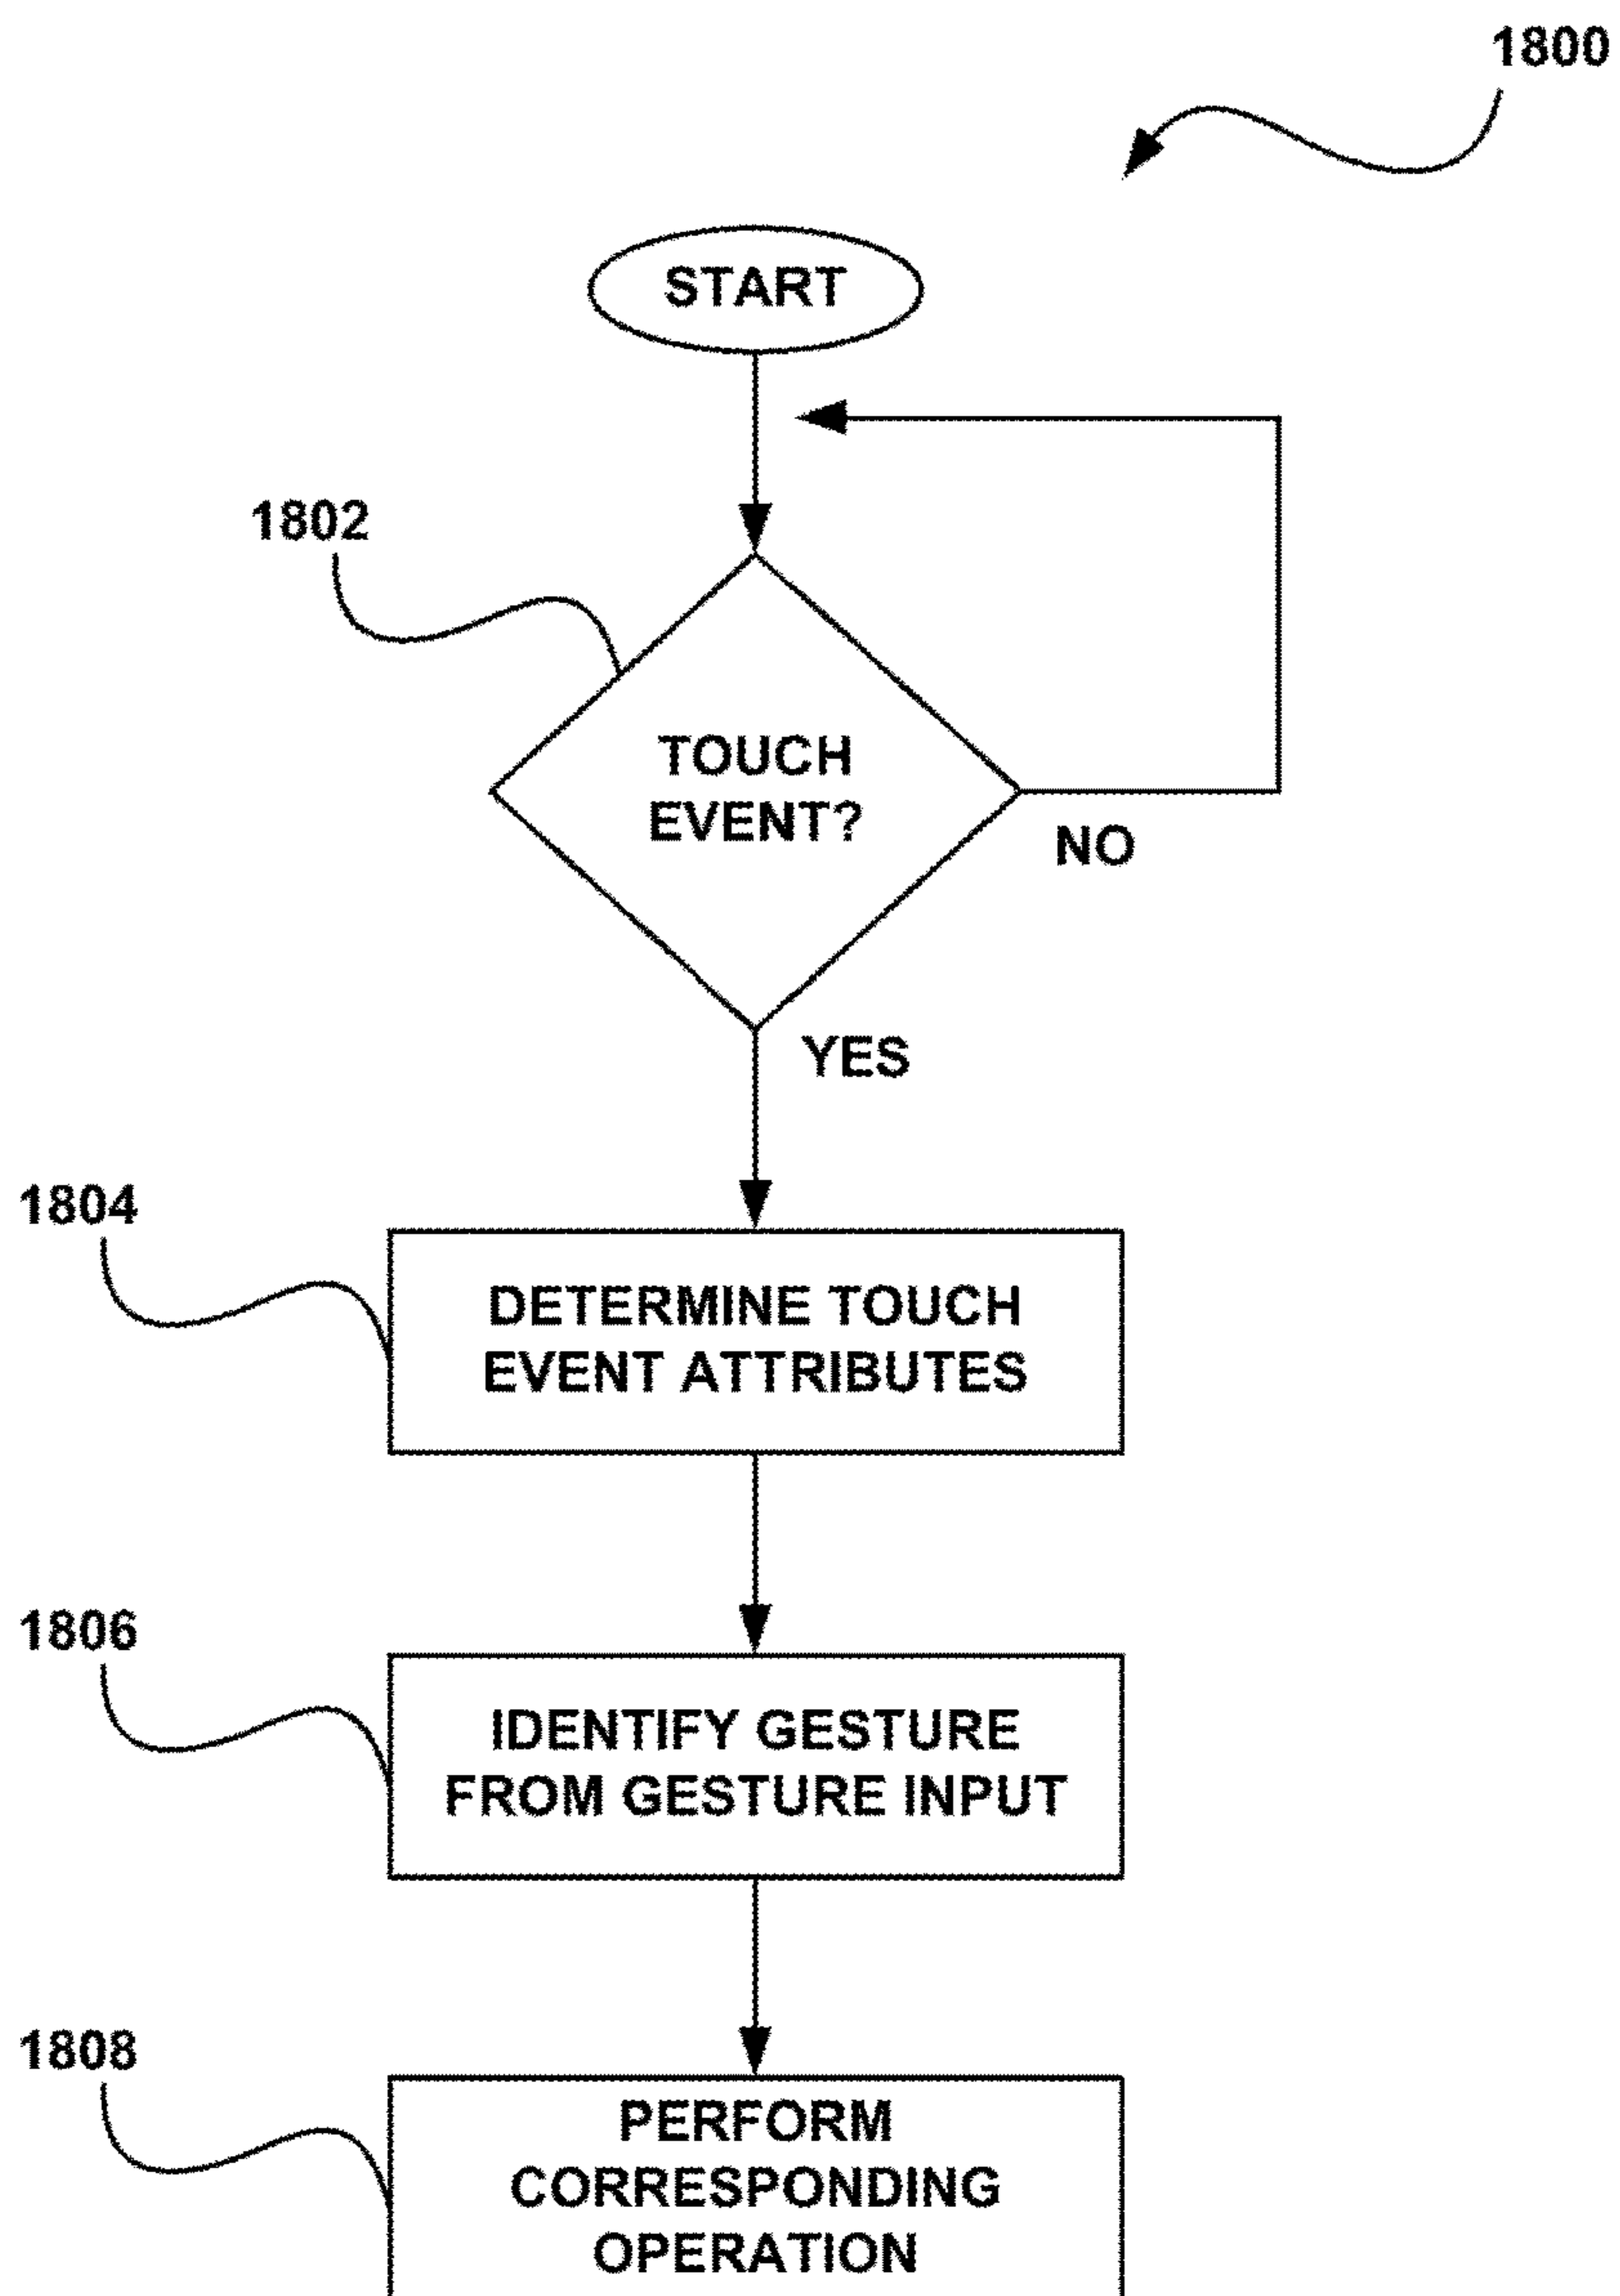 1800
START
1802
TOUCH
EVENT?
NO
YES
1804
DETERMINE TOUCH
EVENT ATTRIBUTES
1806
IDENTIFY GESTURE
FROM GESTURE INPUT
1808
PERFORM
CORRESPONDING
OPERATION